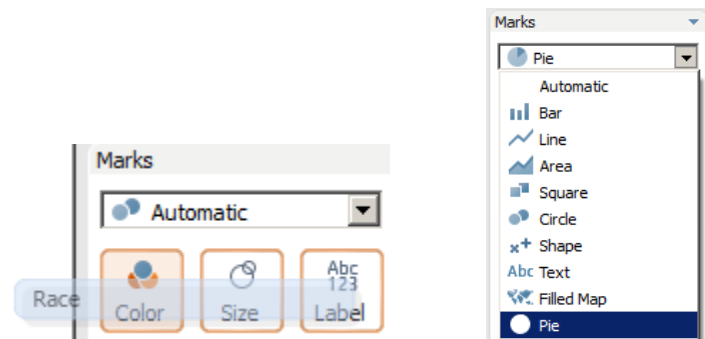 Marks
Automatic
Abc
123
Race
Color
Size
Label
Marks
Pie
Automatic
Bar
Line
Area
Square
Circle
Shape
Abc Text
Filled Map
Pie